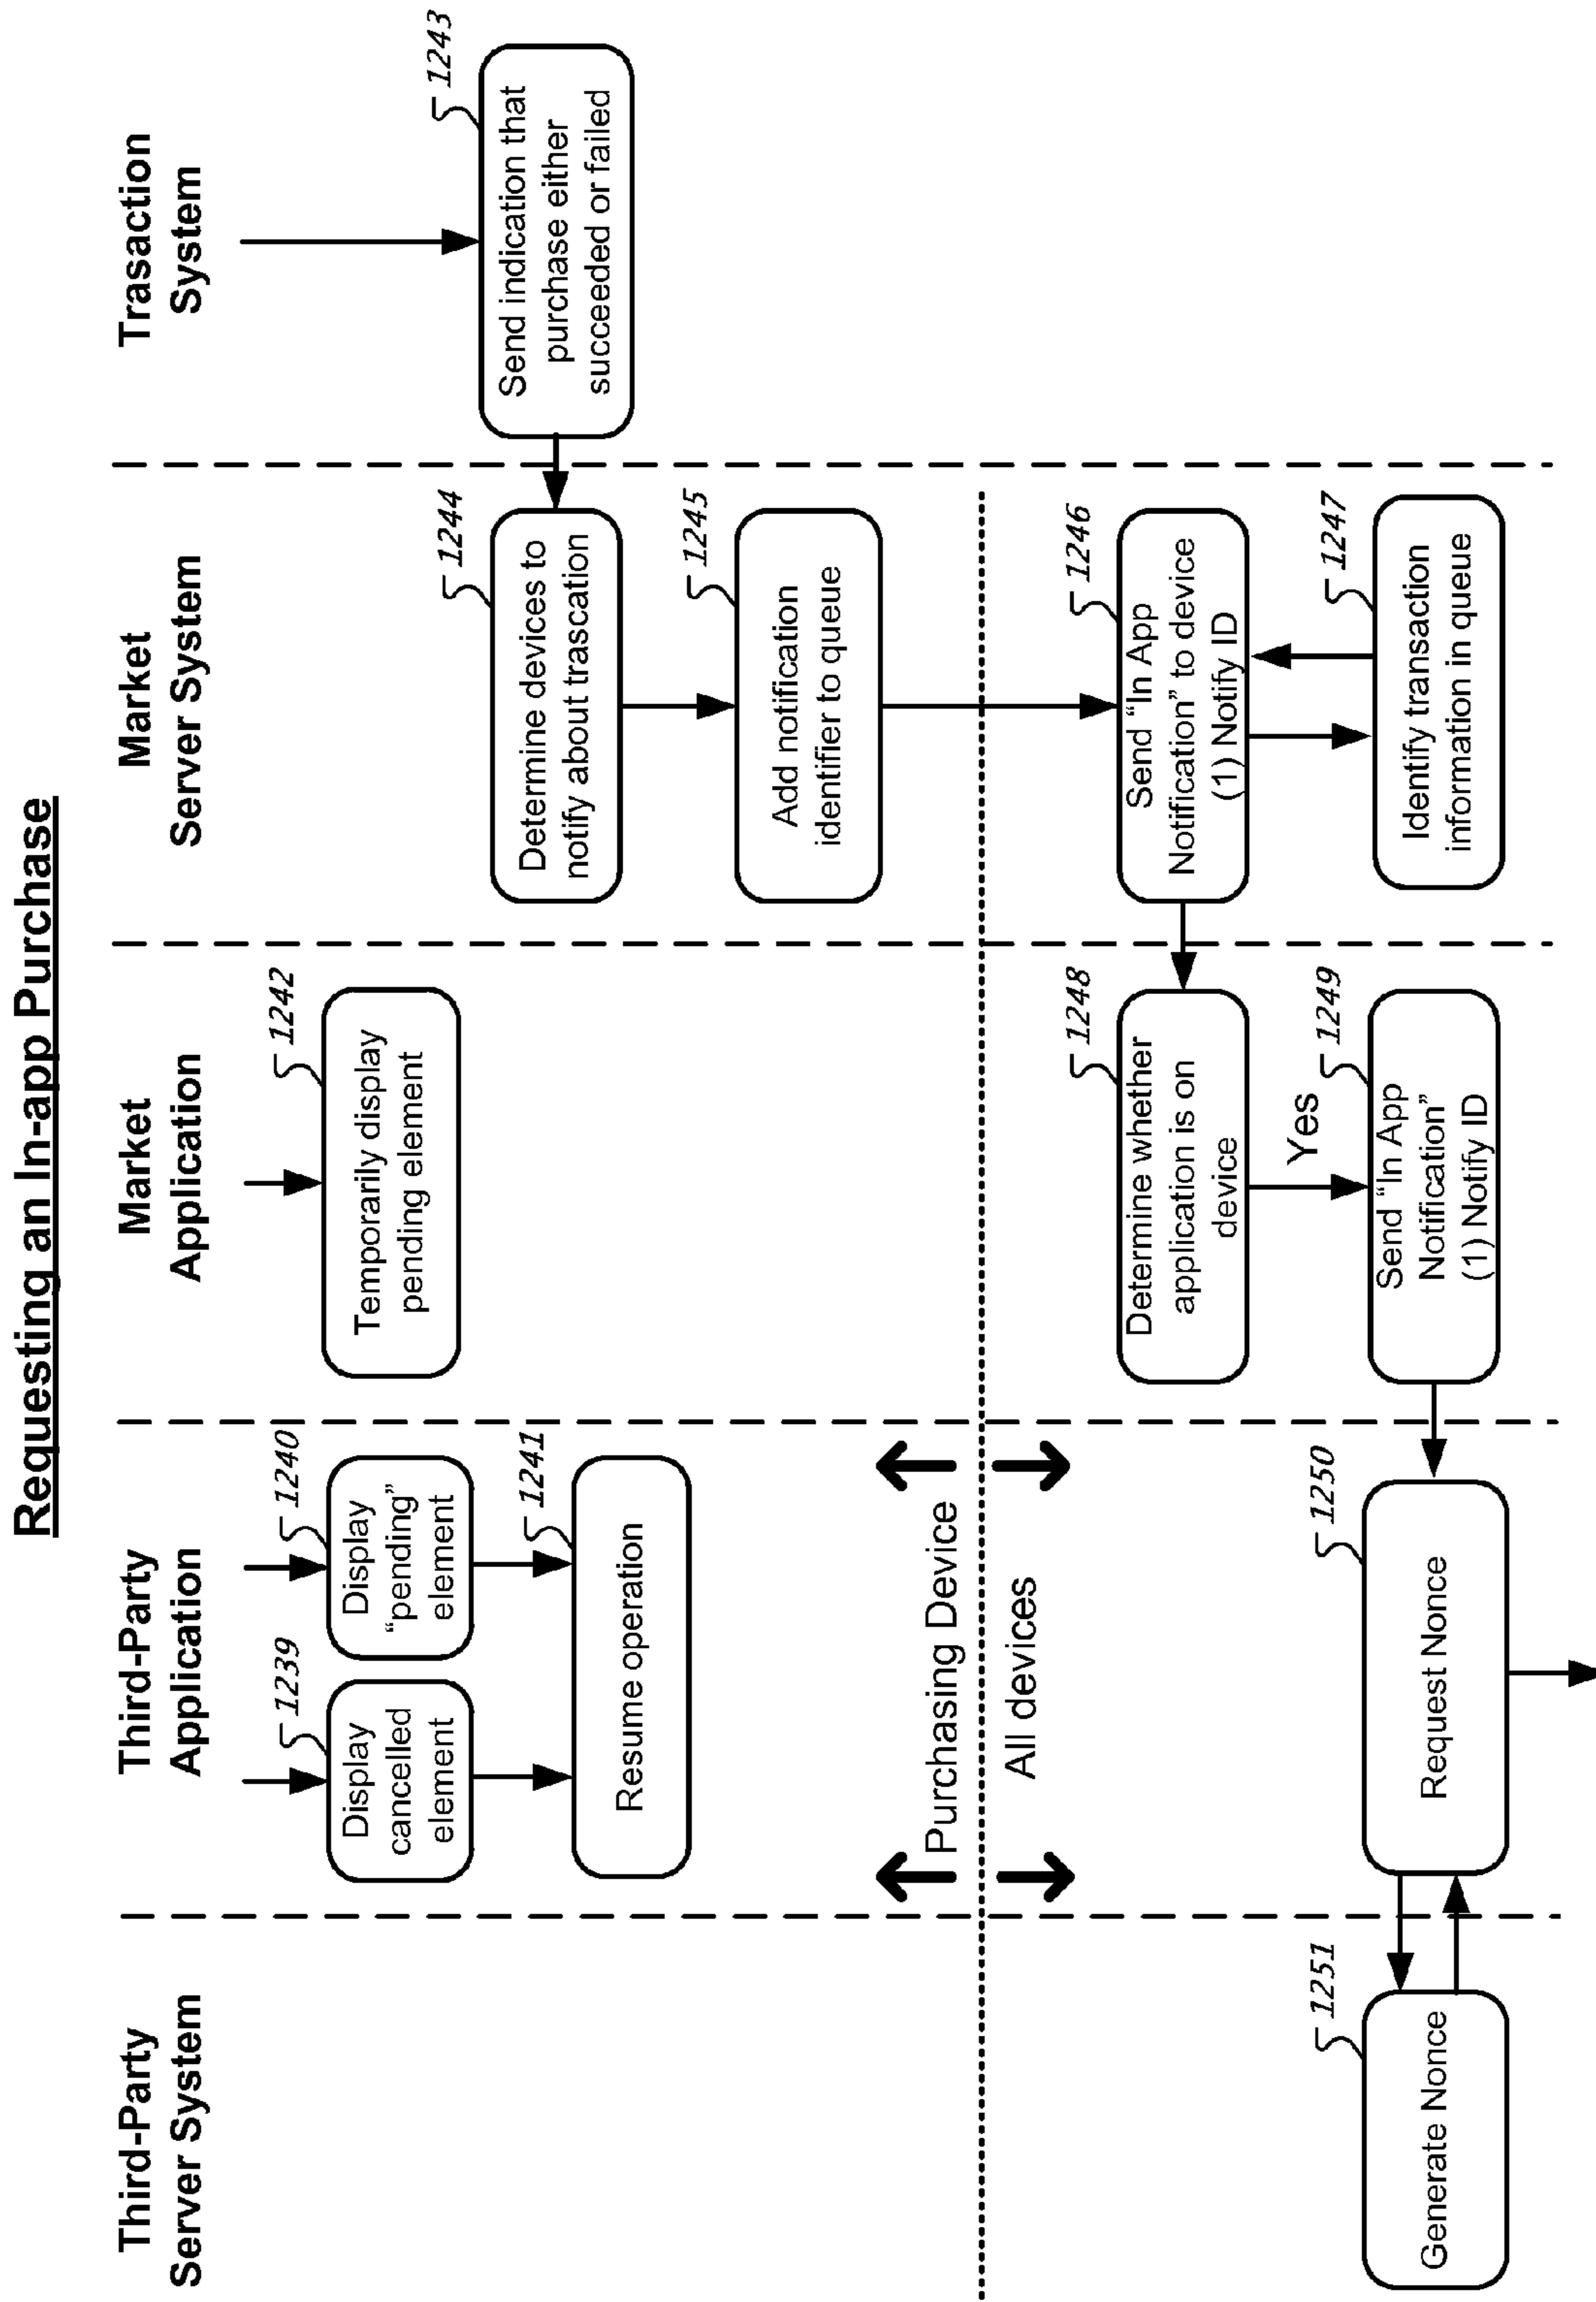 Requesting an In-app Purchase
Third-Party
Server System
Third-Party
Application
Market
Application
Market
Server System
Trasaction
System
1239
Display
cancelled
element
1240
Display
“pending”
element
1241
Resume operation
1242
Temporarily display
pending element
1243
Send indication that
purchase either
succeeded or failed
1244
Determine devices to
notify about trascation
1245
Add notification
identifier to queue
Purchasing Device
All devices
1246
Send “In App
Notification” to device
(1) Notify ID
1247
Identify transaction
information in queue
1248
Determine whether
application is on
device
Yes
1249
Send “In App
Notification”
(1) Notify ID
1250
Request Nonce
1251
Generate Nonce